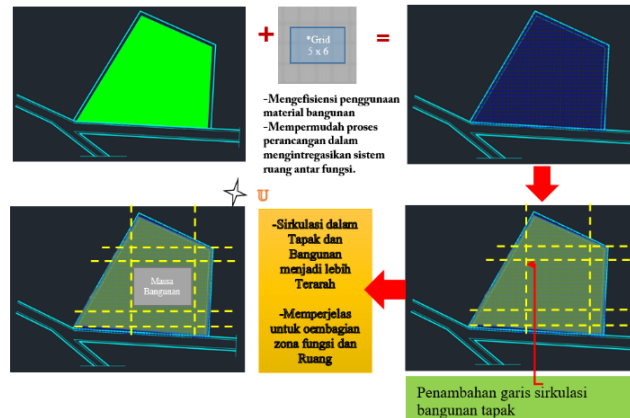 +
*Grid
5 x 6
=
-Mengefisiensi penggunaan
material bangunan
-Mempermudah proses
perancangan dalam
mengintregasikan sistem
ruang antar fungsi.
U
Massa
Bangunan
-Sirkulasi dalam
Tapak dan
Bangunan
menjadi lebih
Terarah
-Memperjelas
untuk oembagian
zona fungsi dan
Ruang
Penambahan garis sirkulasi
bangunan tapak